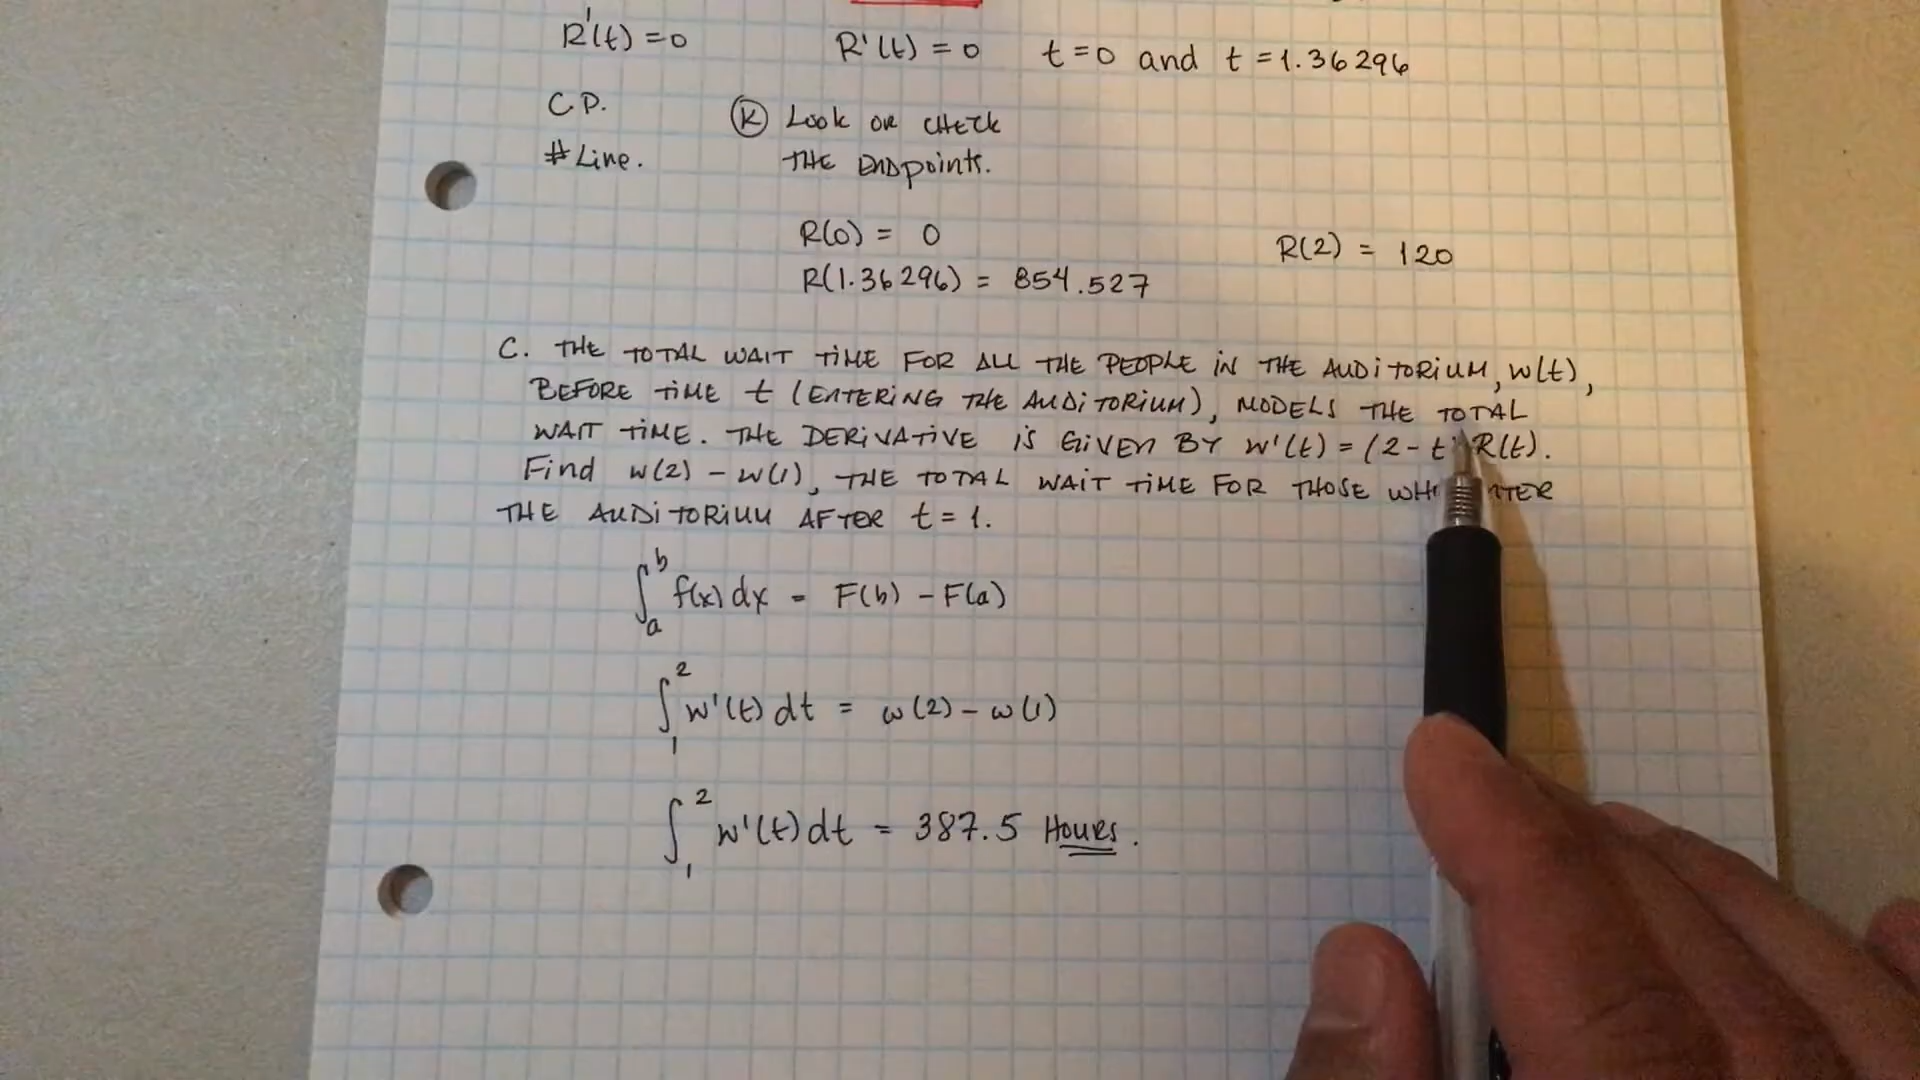 R'(t) = 0
R'(t) = 0 t = 0 and t = 1.36296
C.P.
# Line.
K Look or check
THE ENDpoints.
R(0) = 0
R(2) = 120
R(1.36296) = 854.527
C. THE TOTAL WAIT TIME FOR ALL THE PEOPLE IN THE AUDITORIUM, W(t),
BEFORE TIME t (ENTERING THE AUDITORIUM), MODELS THE TOTAL
WAIT TIME. THE DERIVATIVE IS GIVEN BY W'(t) = (2 - t R(t).
Find w(2) - w(1), THE TOTAL WAIT TIME FOR THOSE
THE AUDITORIUM AFTER t = 1.
∫_a^b f(x) dx = F(b) - F(a)
∫_1^2 w'(t) dt = w(2) - w(1)
∫_1^2 w'(t) dt = 387.5 Hours.